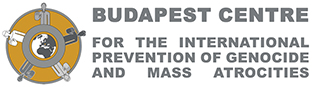 BUDAPEST CENTRE
FOR THE INTERNATIONAL
PREVENTION OF GENOCIDE
AND MASS ATROCITIES